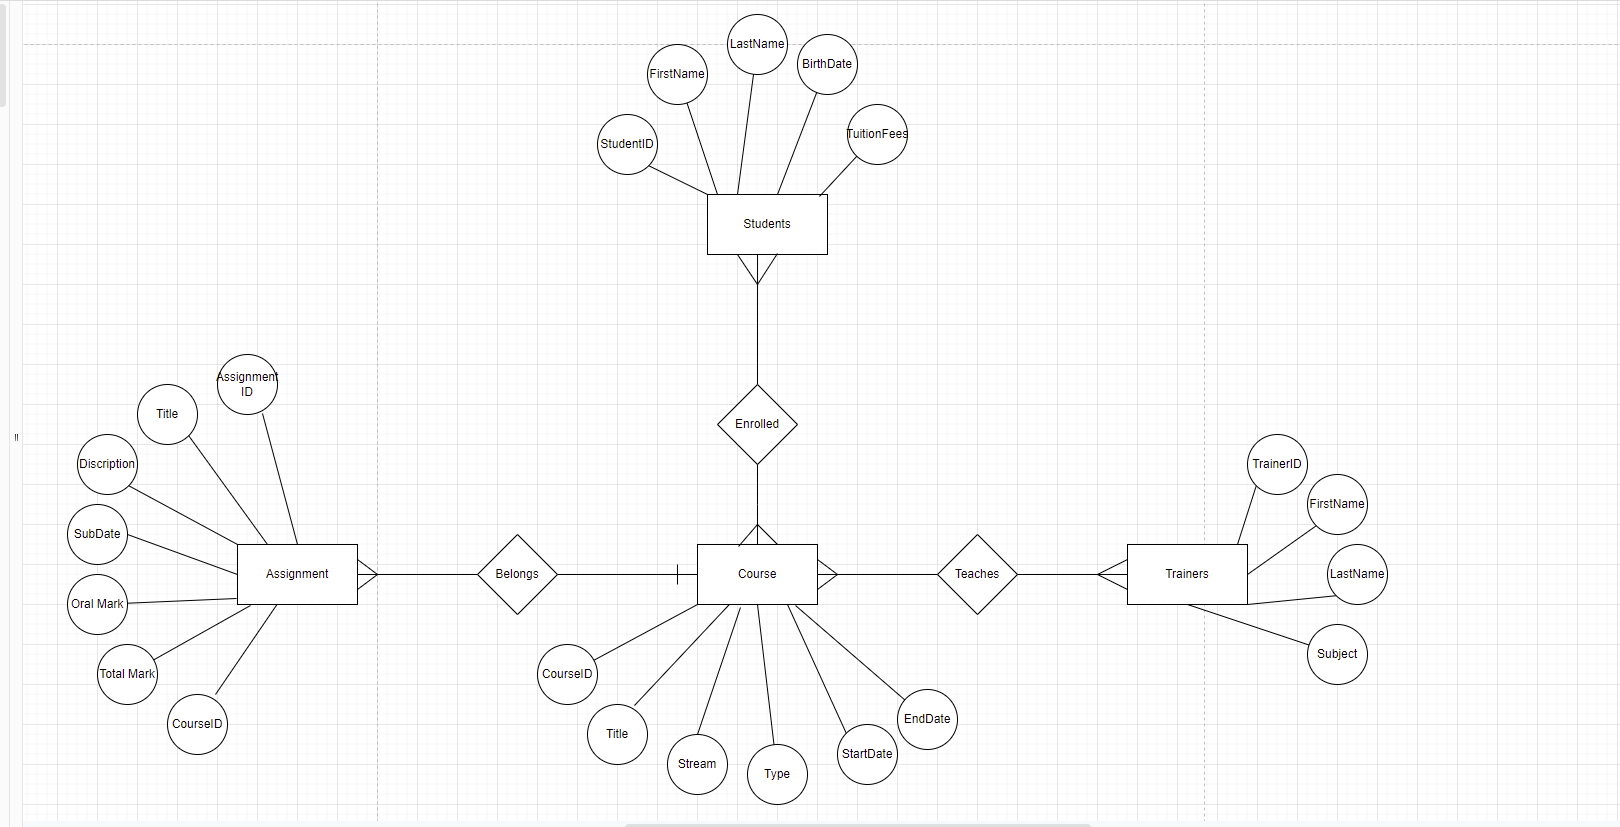 LastName
FirstName
BirthDate
TuitionFees
StudentID
Students
Assignment
ID
Title
Enrolled
Discription
TrainerID
FirstName
SubDate
Assignment
Belongs
Course
Teaches
Trainers
LastName
Oral Mark
Total Mark
CourseID
Subject
CourseID
Title
Stream
Type
StartDate
EndDate